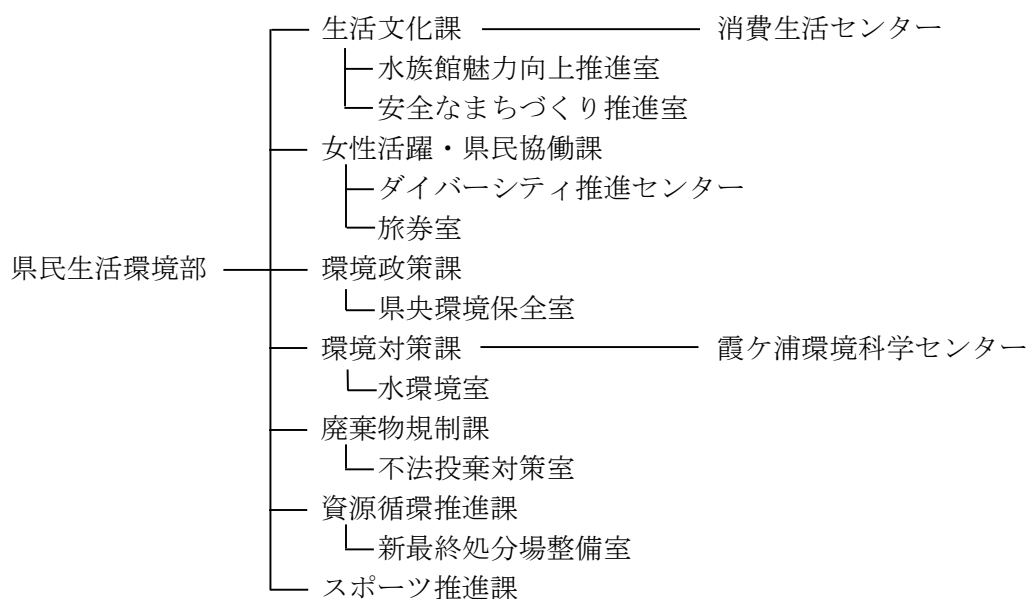 生活文化課 消費生活センター
水族館魅力向上推進室
安全なまちづくり推進室
女性活躍・県民協働課
ダイバーシティ推進センター
旅券室
県民生活環境部 環境政策課
県央環境保全室
環境対策課 霞ケ浦環境科学センター
水環境室
廃棄物規制課
不法投棄対策室
資源循環推進課
新最終処分場整備室
スポーツ推進課